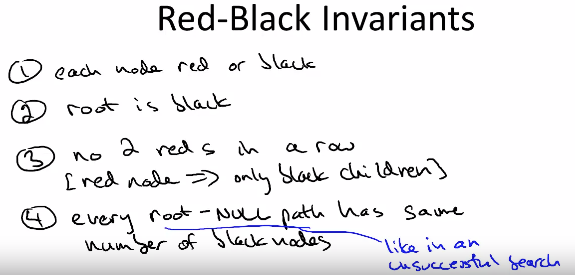 Red-Black Invariants
① each node red or black
② root is black
③ no 2 reds in a row
[red node => only black children]
④ every root-NULL path has same
number of black nodes
like in an
unsuccessful search